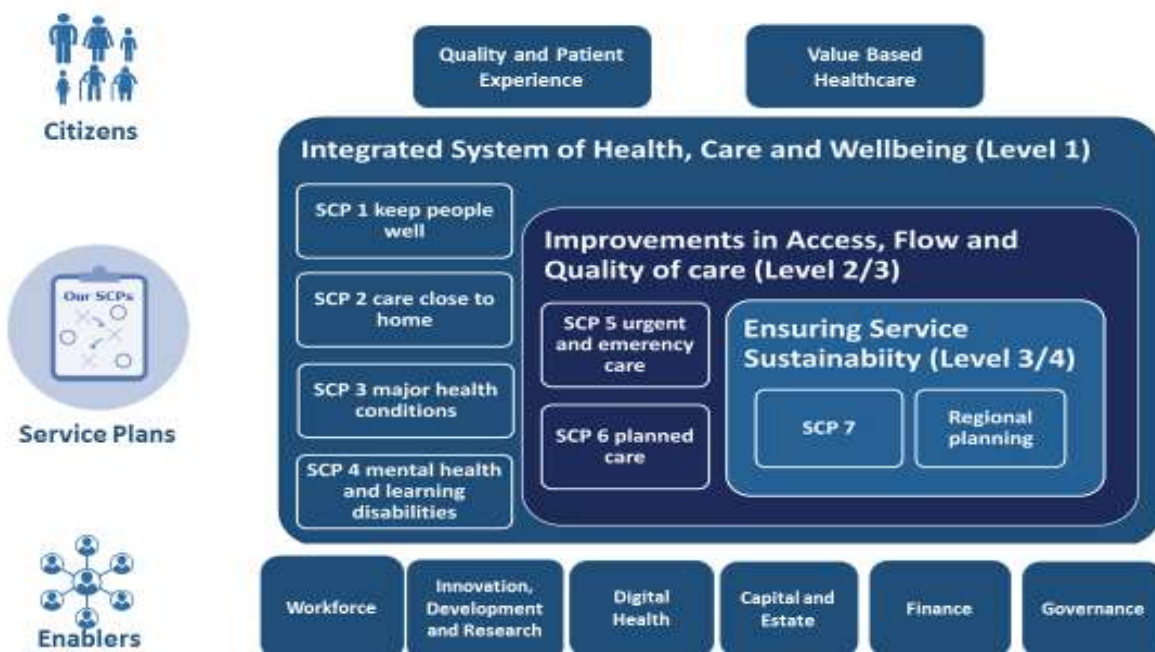 Citizens
Quality and Patient
Experience
Value Based
Healthcare
Integrated System of Health, Care and Wellbeing (Level 1)
SCP 1 keep people
well
SCP 2 care close to
home
SCP 3 major health
conditions
SCP 4 mental health
and learning
disabilities
Improvements in Access, Flow and
Quality of care (Level 2/3)
SCP 5 urgent
and emerency
care
SCP 6 planned
care
Ensuring Service
Sustainabiity (Level 3/4)
SCP 7
Regional
planning
Our SCPs
Service Plans
Enablers
Workforce
Innovation,
Development
and Research
Digital
Health
Capital and
Estate
Finance
Governance